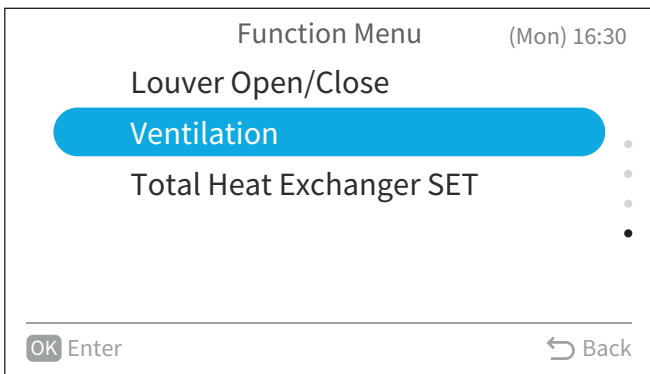 Function Menu (Mon) 16:30
Louver Open/Close
Ventilation
Total Heat Exchanger SET
OK Enter Back